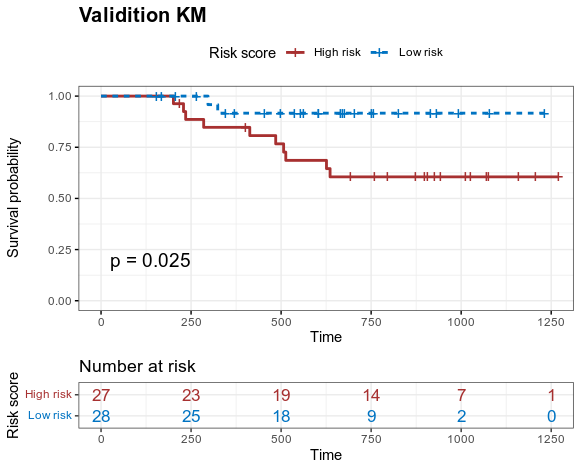 Validition KM
Risk score High risk Low risk
Survival probability
1.00
0.75
0.50
0.25
0.00
p = 0.025
0 250 500 750 1000 1250
Time
Number at risk
Risk score
High risk 27 23 19 14 7 1
Low risk 28 25 18 9 2 0
0 250 500 750 1000 1250
Time